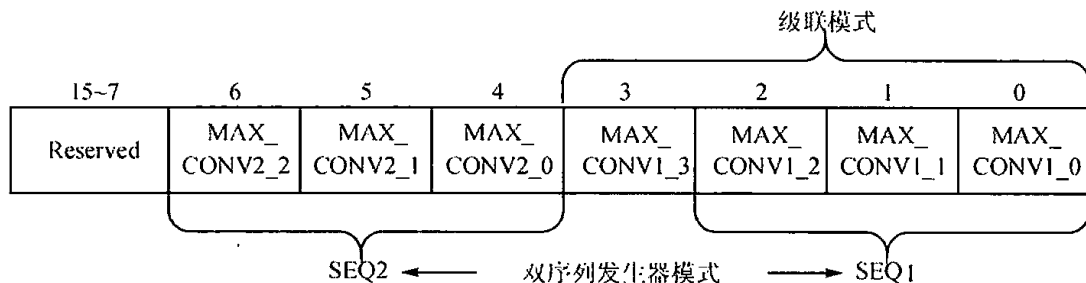 级联模式
15~7 6 5 4 3 2 1 0
Reserved MAX_ MAX_ MAX_ MAX_ MAX_ MAX_ MAX_
CONV2_2 CONV2_1 CONV2_0 CONV1_3 CONV1_2 CONV1_1 CONV1_0
SEQ2 双序列发生器模式 SEQ1